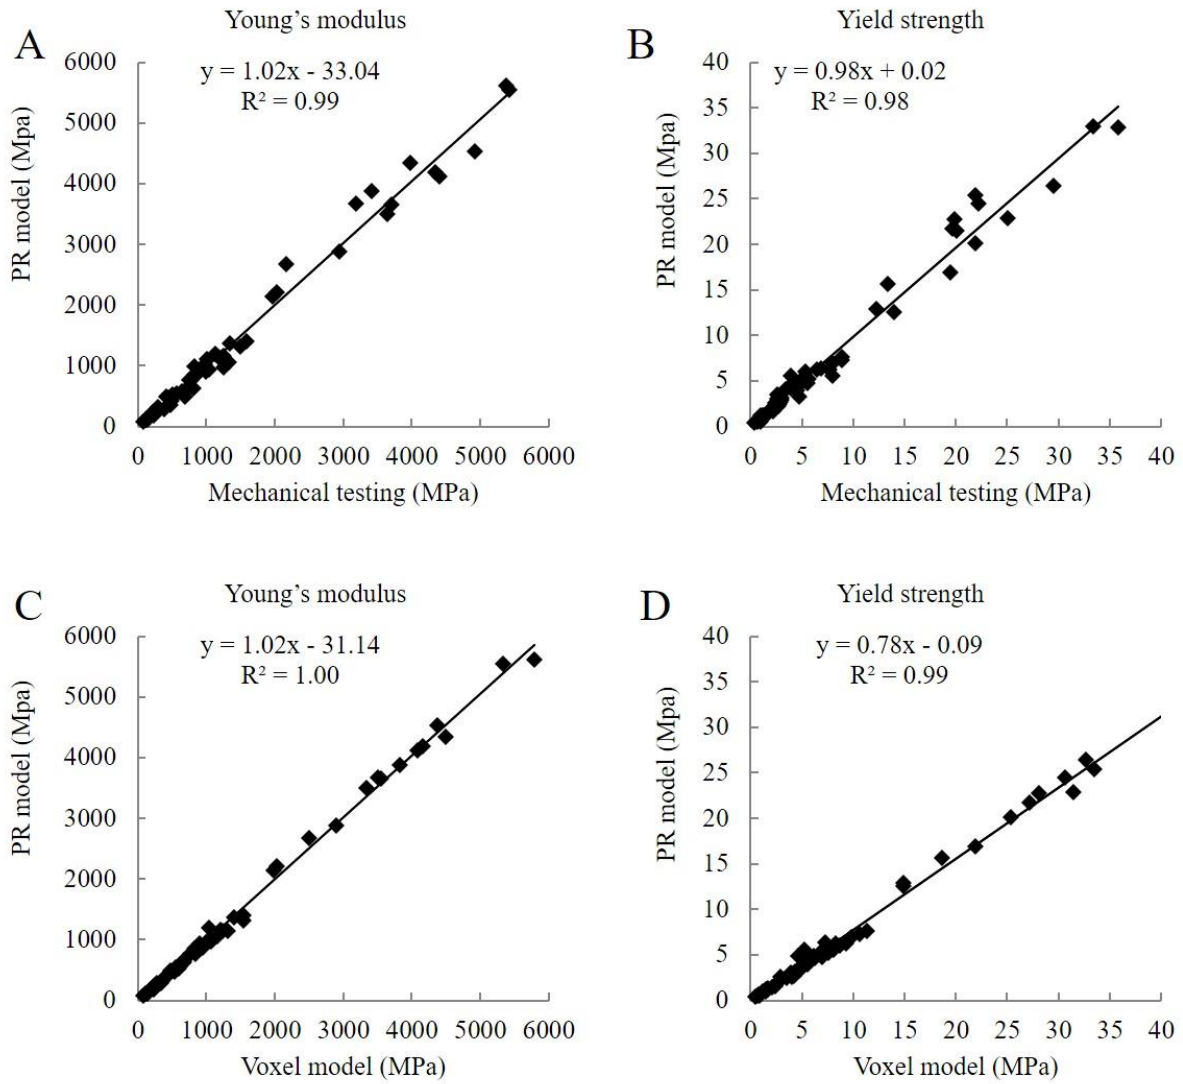 Young’s modulus
A
y = 1.02x - 33.04
R² = 0.99
PR model (Mpa)
6000
5000
4000
3000
2000
1000
0
0 1000 2000 3000 4000 5000 6000
Mechanical testing (MPa)
Yield strength
B
y = 0.98x + 0.02
R² = 0.98
PR model (Mpa)
40
35
30
25
20
15
10
5
0
0 5 10 15 20 25 30 35 40
Mechanical testing (MPa)
Young’s modulus
C
y = 1.02x - 31.14
R² = 1.00
PR model (Mpa)
6000
5000
4000
3000
2000
1000
0
0 1000 2000 3000 4000 5000 6000
Voxel model (MPa)
Yield strength
D
y = 0.78x - 0.09
R² = 0.99
PR model (Mpa)
40
35
30
25
20
15
10
5
0
0 5 10 15 20 25 30 35 40
Voxel model (MPa)